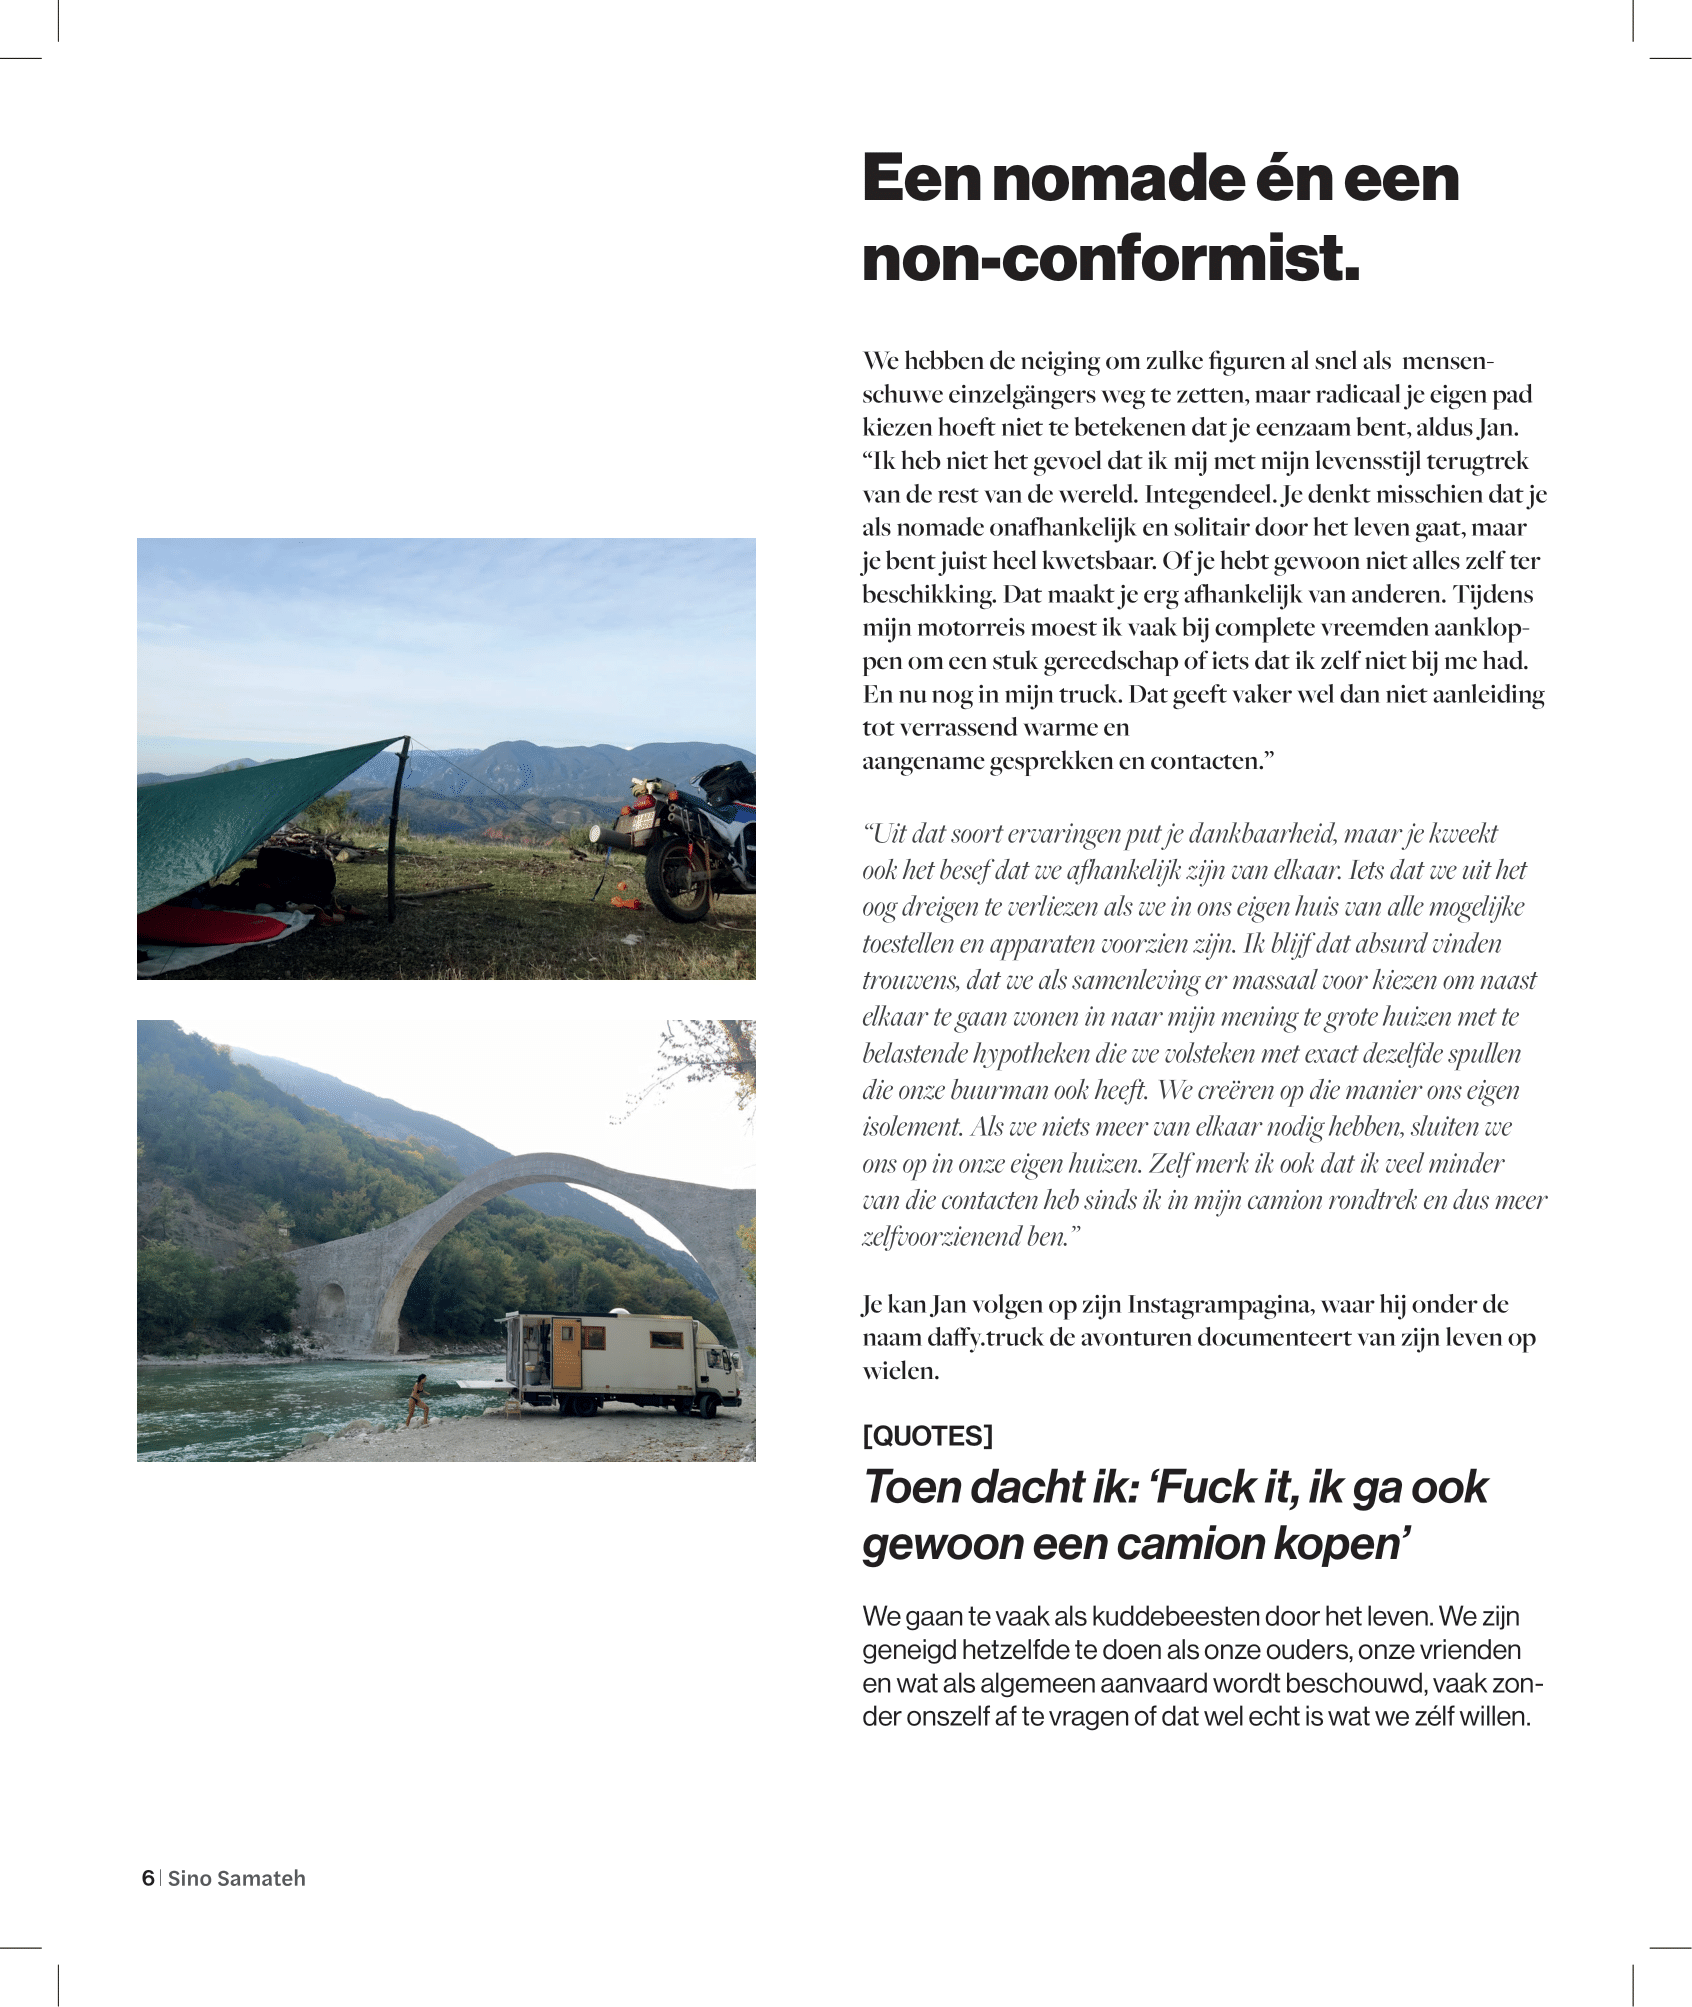 Een nomade én een
non-conformist.
We hebben de neiging om zulke figuren al snel als  mensen-
schuwe einzelgängers weg te zetten, maar radicaal je eigen pad
kiezen hoeft niet te betekenen dat je eenzaam bent, aldus Jan.
“Ik heb niet het gevoel dat ik mij met mijn levensstijl terugtrek
van de rest van de wereld. Integendeel. Je denkt misschien dat je
als nomade onafhankelijk en solitair door het leven gaat, maar
je bent juist heel kwetsbaar. Of je hebt gewoon niet alles zelf ter
beschikking. Dat maakt je erg afhankelijk van anderen. Tijdens
mijn motorreis moest ik vaak bij complete vreemden aanklop-
pen om een stuk gereedschap of iets dat ik zelf niet bij me had.
En nu nog in mijn truck. Dat geeft vaker wel dan niet aanleiding
tot verrassend warme en
aangename gesprekken en contacten.”
“Uit dat soort ervaringen put je dankbaarheid, maar je kweekt
ook het besef dat we afhankelijk zijn van elkaar. Iets dat we uit het
oog dreigen te verliezen als we in ons eigen huis van alle mogelijke
toestellen en apparaten voorzien zijn. Ik blijf dat absurd vinden
trouwens, dat we als samenleving er massaal voor kiezen om naast
elkaar te gaan wonen in naar mijn mening te grote huizen met te
belastende hypotheken die we volsteken met exact dezelfde spullen
die onze buurman ook heeft. We creëren op die manier ons eigen
isolement. Als we niets meer van elkaar nodig hebben, sluiten we
ons op in onze eigen huizen. Zelf merk ik ook dat ik veel minder
van die contacten heb sinds ik in mijn camion rondtrek en dus meer
zelfvoorzienend ben.”
Je kan Jan volgen op zijn Instagrampagina, waar hij onder de
naam daffy.truck de avonturen documenteert van zijn leven op
wielen.
[QUOTES]
Toen dacht ik: ‘Fuck it, ik ga ook
gewoon een camion kopen’
We gaan te vaak als kuddebeesten door het leven. We zijn
geneigd hetzelfde te doen als onze ouders, onze vrienden
en wat als algemeen aanvaard wordt beschouwd, vaak zon-
der onszelf af te vragen of dat wel echt is wat we zélf willen.
6 | Sino Samateh